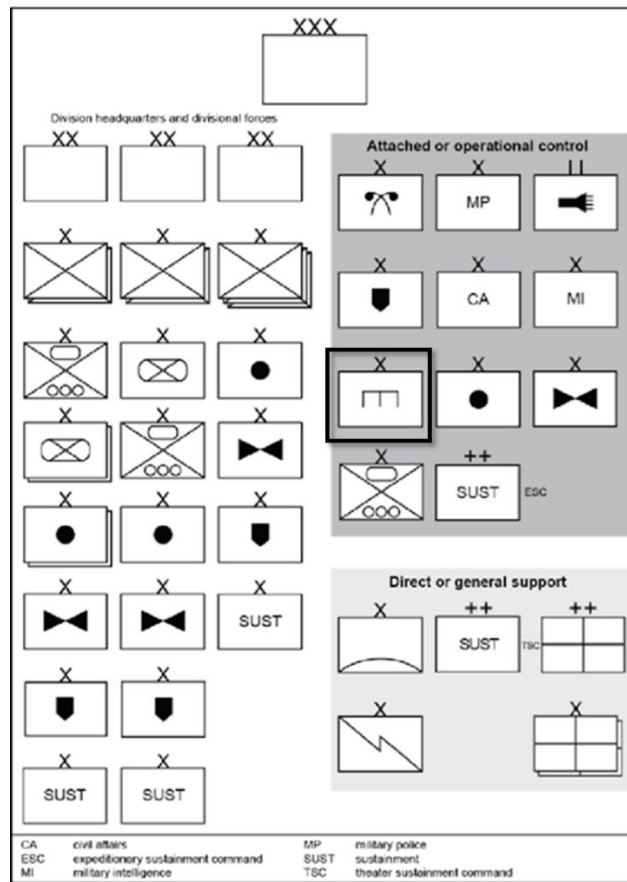 XXX
Division headquarters and divisional forces
XX XX XX
Attached or operational control
X X II
MP
X X X
X X X
CA MI
X X X
X X X
X X X
X ++
SUST ESC
X X X
X X X
SUST
Direct or general support
X ++ ++
SUST TSC
X X
X X
X X
SUST SUST
CA civil affairs MP military police
ESC expeditionary sustainment command SUST sustainment
MI military intelligence TSC theater sustainment command